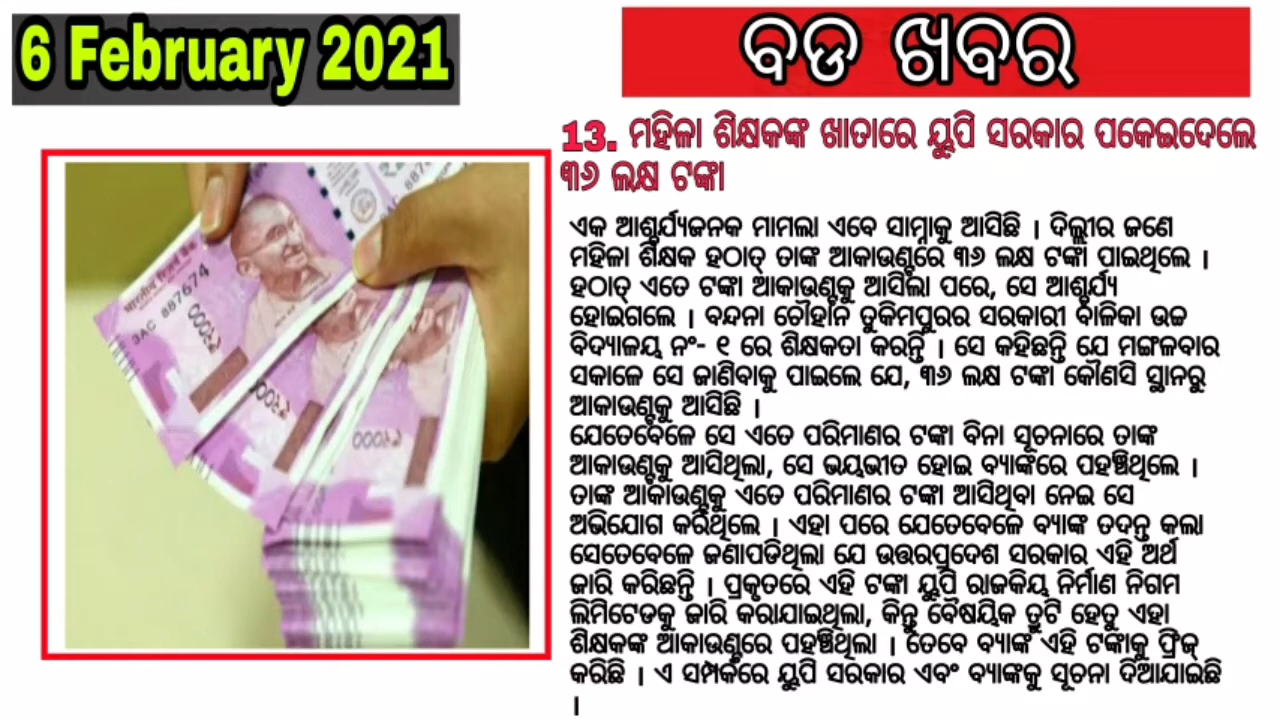 6 February 2021
ବଡ ଖବର
13. ମହିଳା ଶିକ୍ଷକଙ୍କ ଖାତାରେ ୟୁପି ସରକାର ପକେଇଦେଲେ
୩୬ ଲକ୍ଷ ଟଙ୍କା
ଏକ ଆଶ୍ଚର୍ଯ୍ୟଜନକ ମାମଲା ଏବେ ସାମ୍ନାକୁ ଆସିଛି । ଦିଲ୍ଲୀର ଜଣେ
ମହିଳା ଶିକ୍ଷକ ହଠାତ୍ ତାଙ୍କ ଆକାଉଣ୍ଟରେ ୩୬ ଲକ୍ଷ ଟଙ୍କା ପାଇଥିଲେ ।
ହଠାତ୍ ଏତେ ଟଙ୍କା ଆକାଉଣ୍ଟକୁ ଆସିଲା ପରେ, ସେ ଆଶ୍ଚର୍ଯ୍ୟ
ହୋଇଗଲେ । ବନ୍ଦନା ଚୌହାନ ତୁକିମପୁରର ସରକାରୀ ବାଳିକା ଉଚ୍ଚ
ବିଦ୍ୟାଳୟ ନଂ- ୧ ରେ ଶିକ୍ଷକତା କରନ୍ତି । ସେ କହିଛନ୍ତି ଯେ ମଙ୍ଗଳବାର
ସକାଳେ ସେ ଜାଣିବାକୁ ପାଇଲେ ଯେ, ୩୬ ଲକ୍ଷ ଟଙ୍କା କୌଣସି ସ୍ଥାନରୁ
ଆକାଉଣ୍ଟକୁ ଆସିଛି ।
ଯେତେବେଳେ ସେ ଏତେ ପରିମାଣର ଟଙ୍କା ବିନା ସୂଚନାରେ ତାଙ୍କ
ଆକାଉଣ୍ଟକୁ ଆସିଥିଲା, ସେ ଭୟଭୀତ ହୋଇ ବ୍ୟାଙ୍କରେ ପହଞ୍ଚିଥିଲେ ।
ତାଙ୍କ ଆକାଉଣ୍ଟକୁ ଏତେ ପରିମାଣର ଟଙ୍କା ଆସିଥିବା ନେଇ ସେ
ଅଭିଯୋଗ କରିଥିଲେ । ଏହା ପରେ ଯେତେବେଳେ ବ୍ୟାଙ୍କ ତଦନ୍ତ କଲା
ସେତେବେଳେ ଜଣାପଡିଥିଲା ଯେ ଉତ୍ତରପ୍ରଦେଶ ସରକାର ଏହି ଅର୍ଥ
ଜାରି କରିଛନ୍ତି । ପ୍ରକୃତରେ ଏହି ଟଙ୍କା ୟୁପି ରାଜକିୟ ନିର୍ମାଣ ନିଗମ
ଲିମିଟେଡକୁ ଜାରି କରାଯାଇଥିଲା, କିନ୍ତୁ ବୈଷୟିକ ତ୍ରୁଟି ହେତୁ ଏହା
ଶିକ୍ଷକଙ୍କ ଆକାଉଣ୍ଟରେ ପହଞ୍ଚିଥିଲା । ତେବେ ବ୍ୟାଙ୍କ ଏହି ଟଙ୍କାକୁ ଫ୍ରିଜ୍
କରିଛି । ଏ ସମ୍ପର୍କରେ ୟୁପି ସରକାର ଏବଂ ବ୍ୟାଙ୍କକୁ ସୂଚନା ଦିଆଯାଇଛି
।
3AC 887674